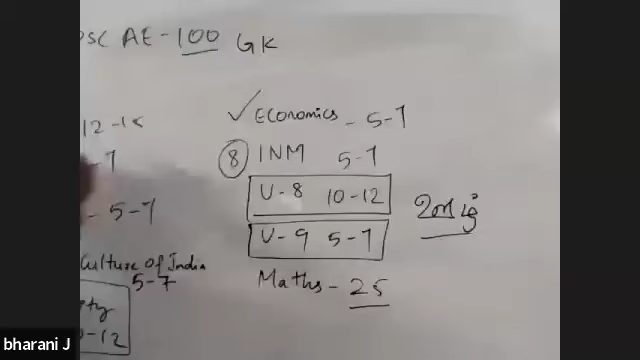 PSC AE-100 GK
12-15
-7
- 5-7
Culture of India
5-7
ty
-12
✓ Economics - 5-7
⑧ INM 5-7
U-8 10-12
U-9 5-7
Maths - 25
bharani J